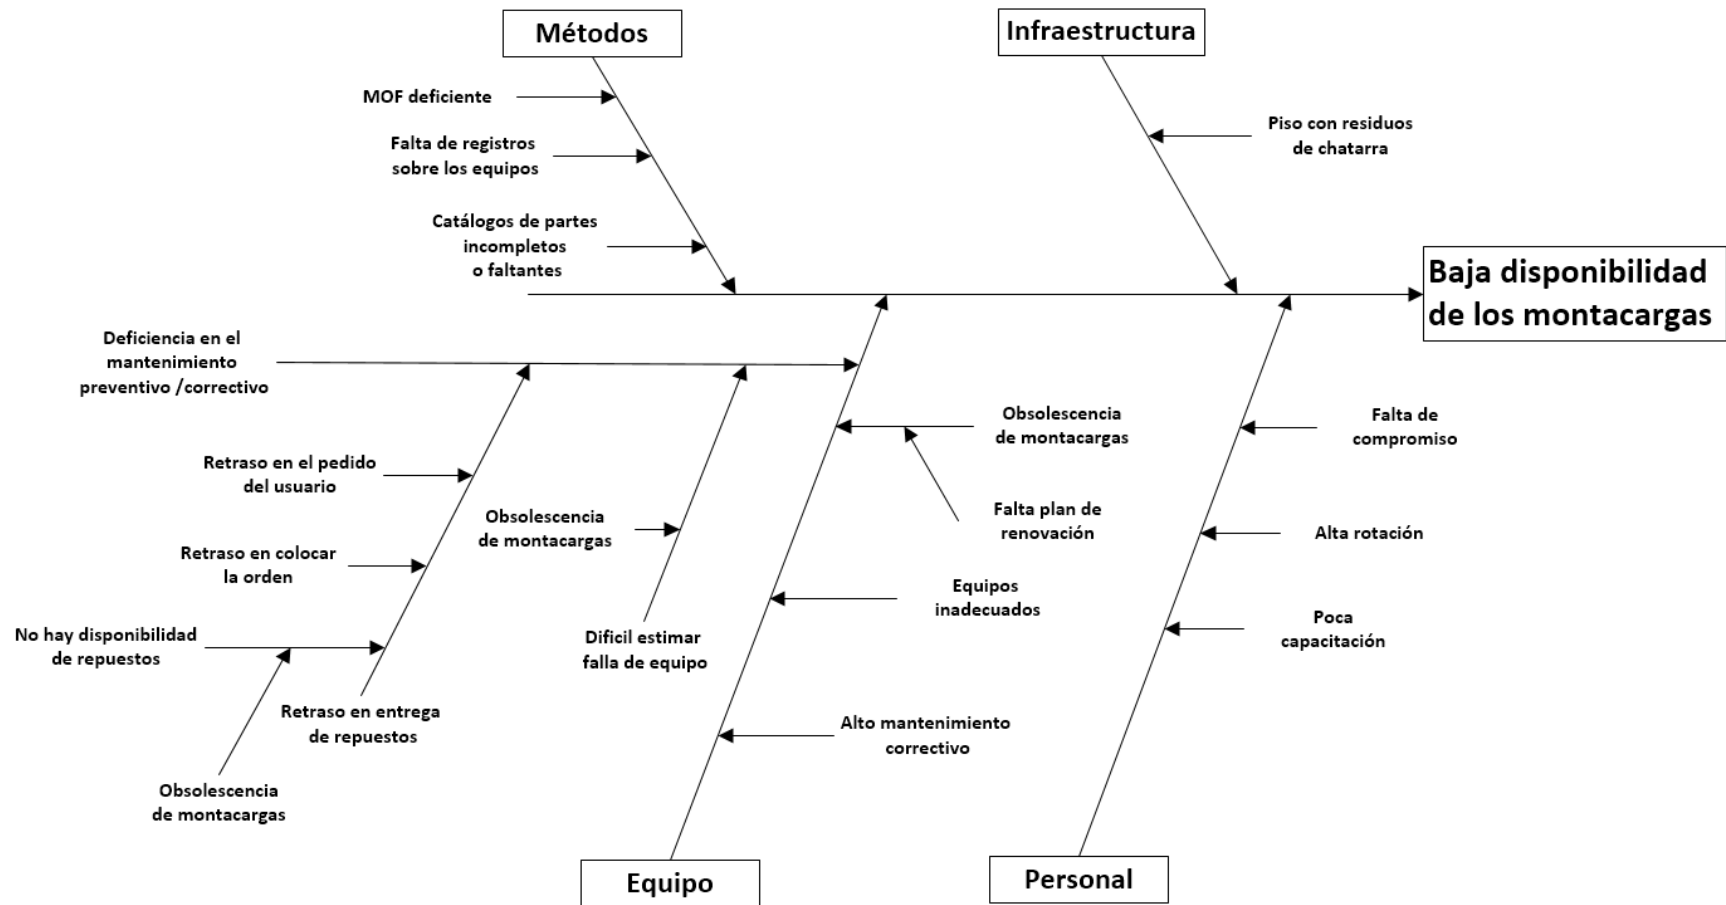 Métodos
Infraestructura
MOF deficiente
Falta de registros
sobre los equipos
Catálogos de partes
incompletos
o faltantes
Piso con residuos
de chatarra
Baja disponibilidad
de los montacargas
Deficiencia en el
mantenimiento
preventivo /correctivo
Retraso en el pedido
del usuario
Retraso en colocar
la orden
No hay disponibilidad
de repuestos
Obsolescencia
de montacargas
Retraso en entrega
de repuestos
Obsolescencia
de montacargas
Dificil estimar
falla de equipo
Obsolescencia
de montacargas
Falta plan de
renovación
Equipos
inadecuados
Alto mantenimiento
correctivo
Falta de
compromiso
Alta rotación
Poca
capacitación
Equipo
Personal